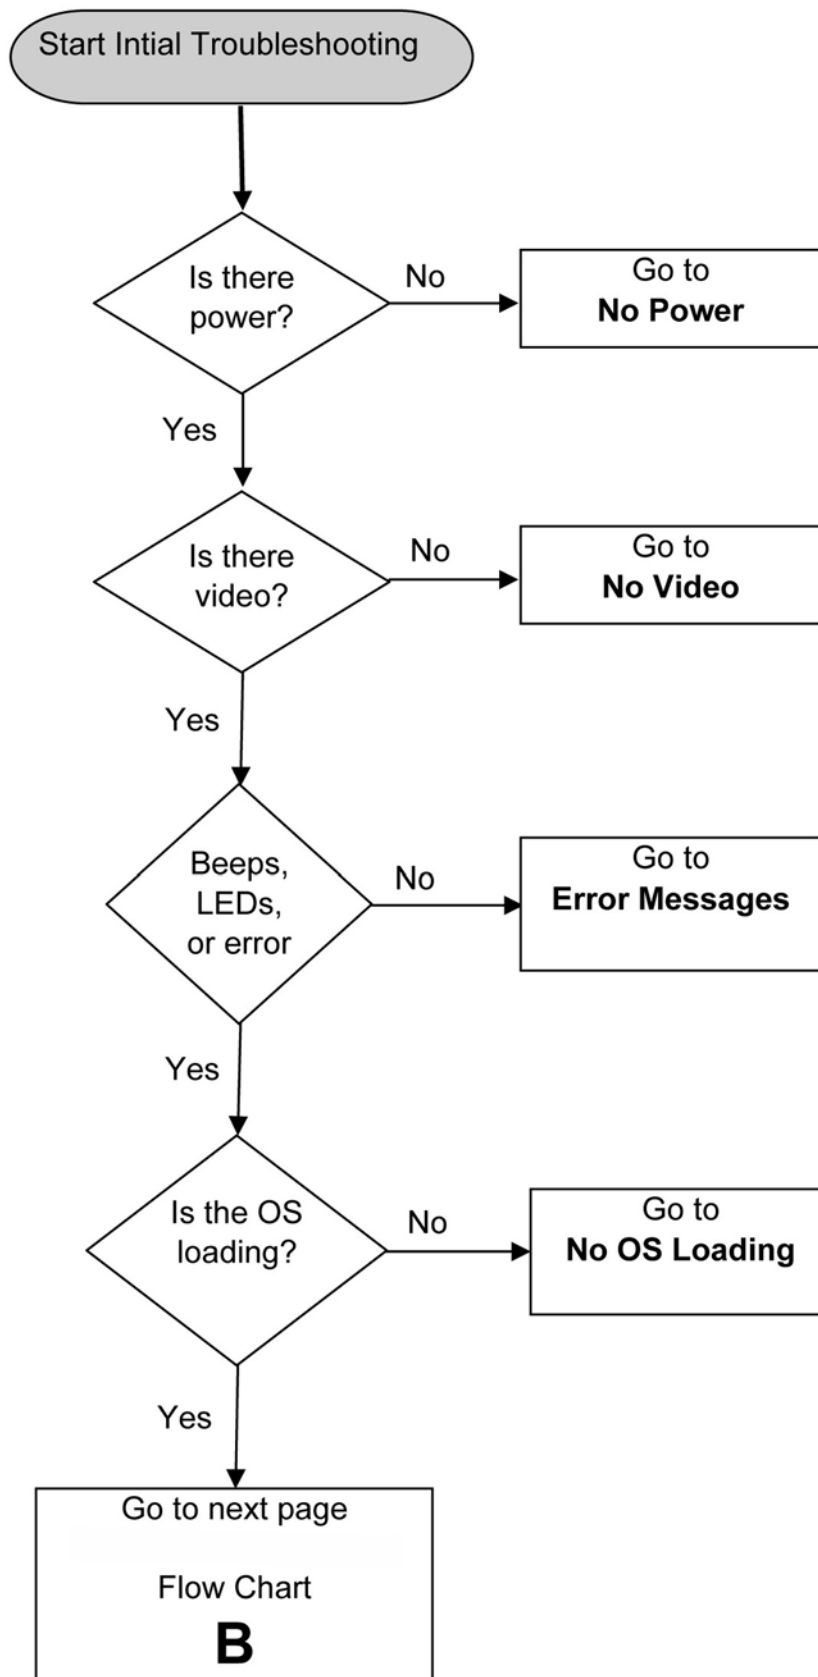 Start Intial Troubleshooting
Is there
power?
No
Go to
No Power
Yes
Is there
video?
No
Go to
No Video
Yes
Beeps,
LEDs,
or error
No
Go to
Error Messages
Yes
Is the OS
loading?
No
Go to
No OS Loading
Yes
Go to next page
Flow Chart
B